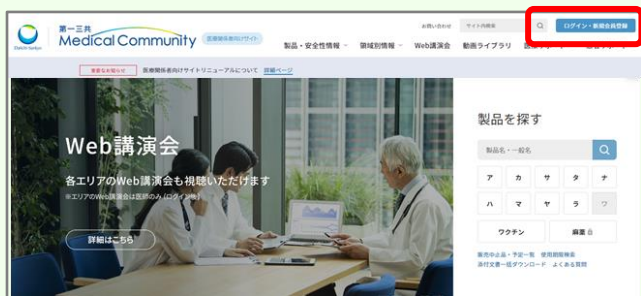 Daiichi Sankyo
第一三共
Medical Community
医療関係者向けサイト
お問い合わせ
サイト内検索
ログイン・新規会員登録
製品・安全性情報
領域別情報
Web講演会
動画ライブラリ
重要なお知らせ
医療関係者向けサイトリニューアルについて 詳細ページ
Web講演会
各エリアのWeb講演会も視聴いただけます
※エリアのWeb講演会は医師のみ(ログイン後)
詳細はこちら
製品を探す
製品名・一般名
ア カ サ タ ナ
ハ マ ヤ ラ ワ
ワクチン 麻薬
販売中止品・予定一覧 使用期限検索
添付文書一括ダウンロード よくある質問